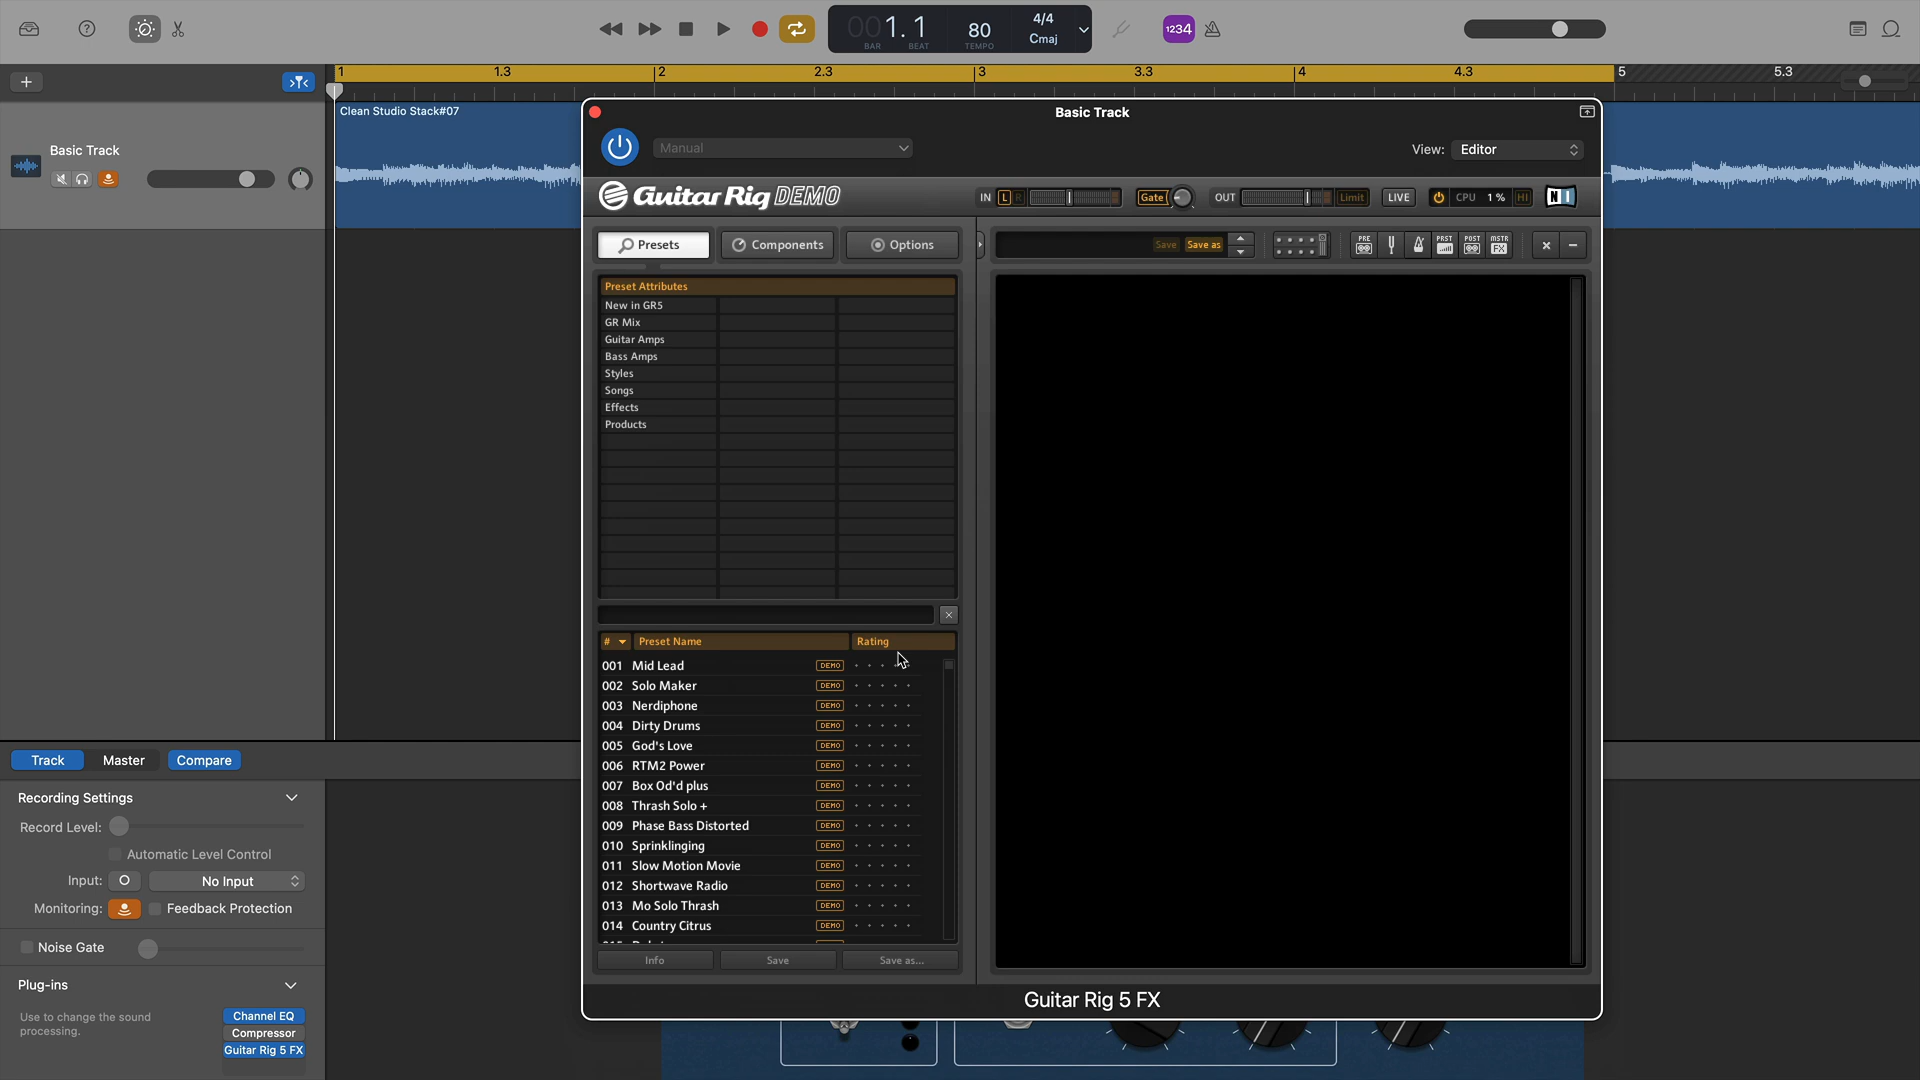 001.1
BAR BEAT
80
TEMPO
4/4
Cmaj
1234
1 1.3 2 2.3 3 3.3 4 4.3 5 5.3
Clean Studio Stack#07
Basic Track
Basic Track
Manual
View: Editor
Guitar Rig DEMO
IN L R
Gate
OUT
Limit
LIVE
CPU 1 % HI
NI
Presets
Components
Options
Save Save as
PRE
PRST
POST
MSTR
FX
Preset Attributes
New in GR5
GR Mix
Guitar Amps
Bass Amps
Styles
Songs
Effects
Products
# Preset Name Rating
001 Mid Lead DEMO
002 Solo Maker DEMO
003 Nerdiphone DEMO
004 Dirty Drums DEMO
005 God's Love DEMO
006 RTM2 Power DEMO
007 Box Od'd plus DEMO
008 Thrash Solo + DEMO
009 Phase Bass Distorted DEMO
010 Sprinklinging DEMO
011 Slow Motion Movie DEMO
012 Shortwave Radio DEMO
013 Mo Solo Thrash DEMO
014 Country Citrus DEMO
Info Save Save as...
Guitar Rig 5 FX
Track Master Compare
Recording Settings
Record Level:
Automatic Level Control
Input: No Input
Monitoring: Feedback Protection
Noise Gate
Plug-ins
Use to change the sound
processing.
Channel EQ
Compressor
Guitar Rig 5 FX